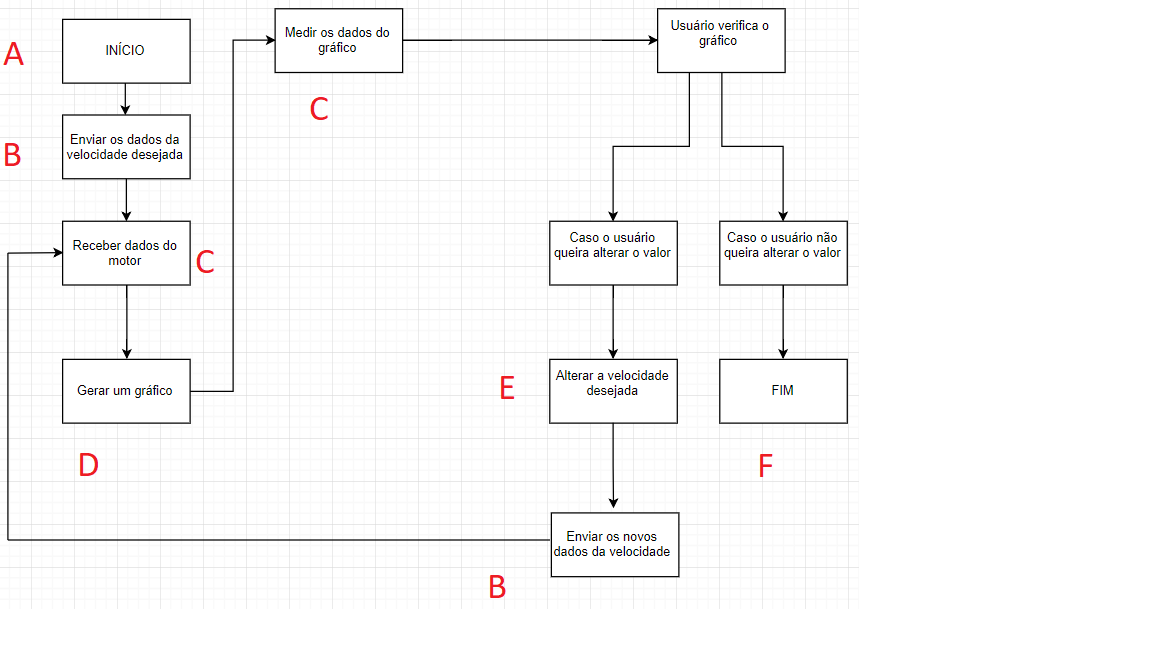 A
INÍCIO
B
Enviar os dados da
velocidade desejada
Receber dados do
motor
C
Gerar um gráfico
D
Medir os dados do
gráfico
C
Usuário verifica o
gráfico
Caso o usuário
queira alterar o valor
Caso o usuário não
queira alterar o valor
E
Alterar a velocidade
desejada
FIM
F
Enviar os novos
dados da velocidade
B